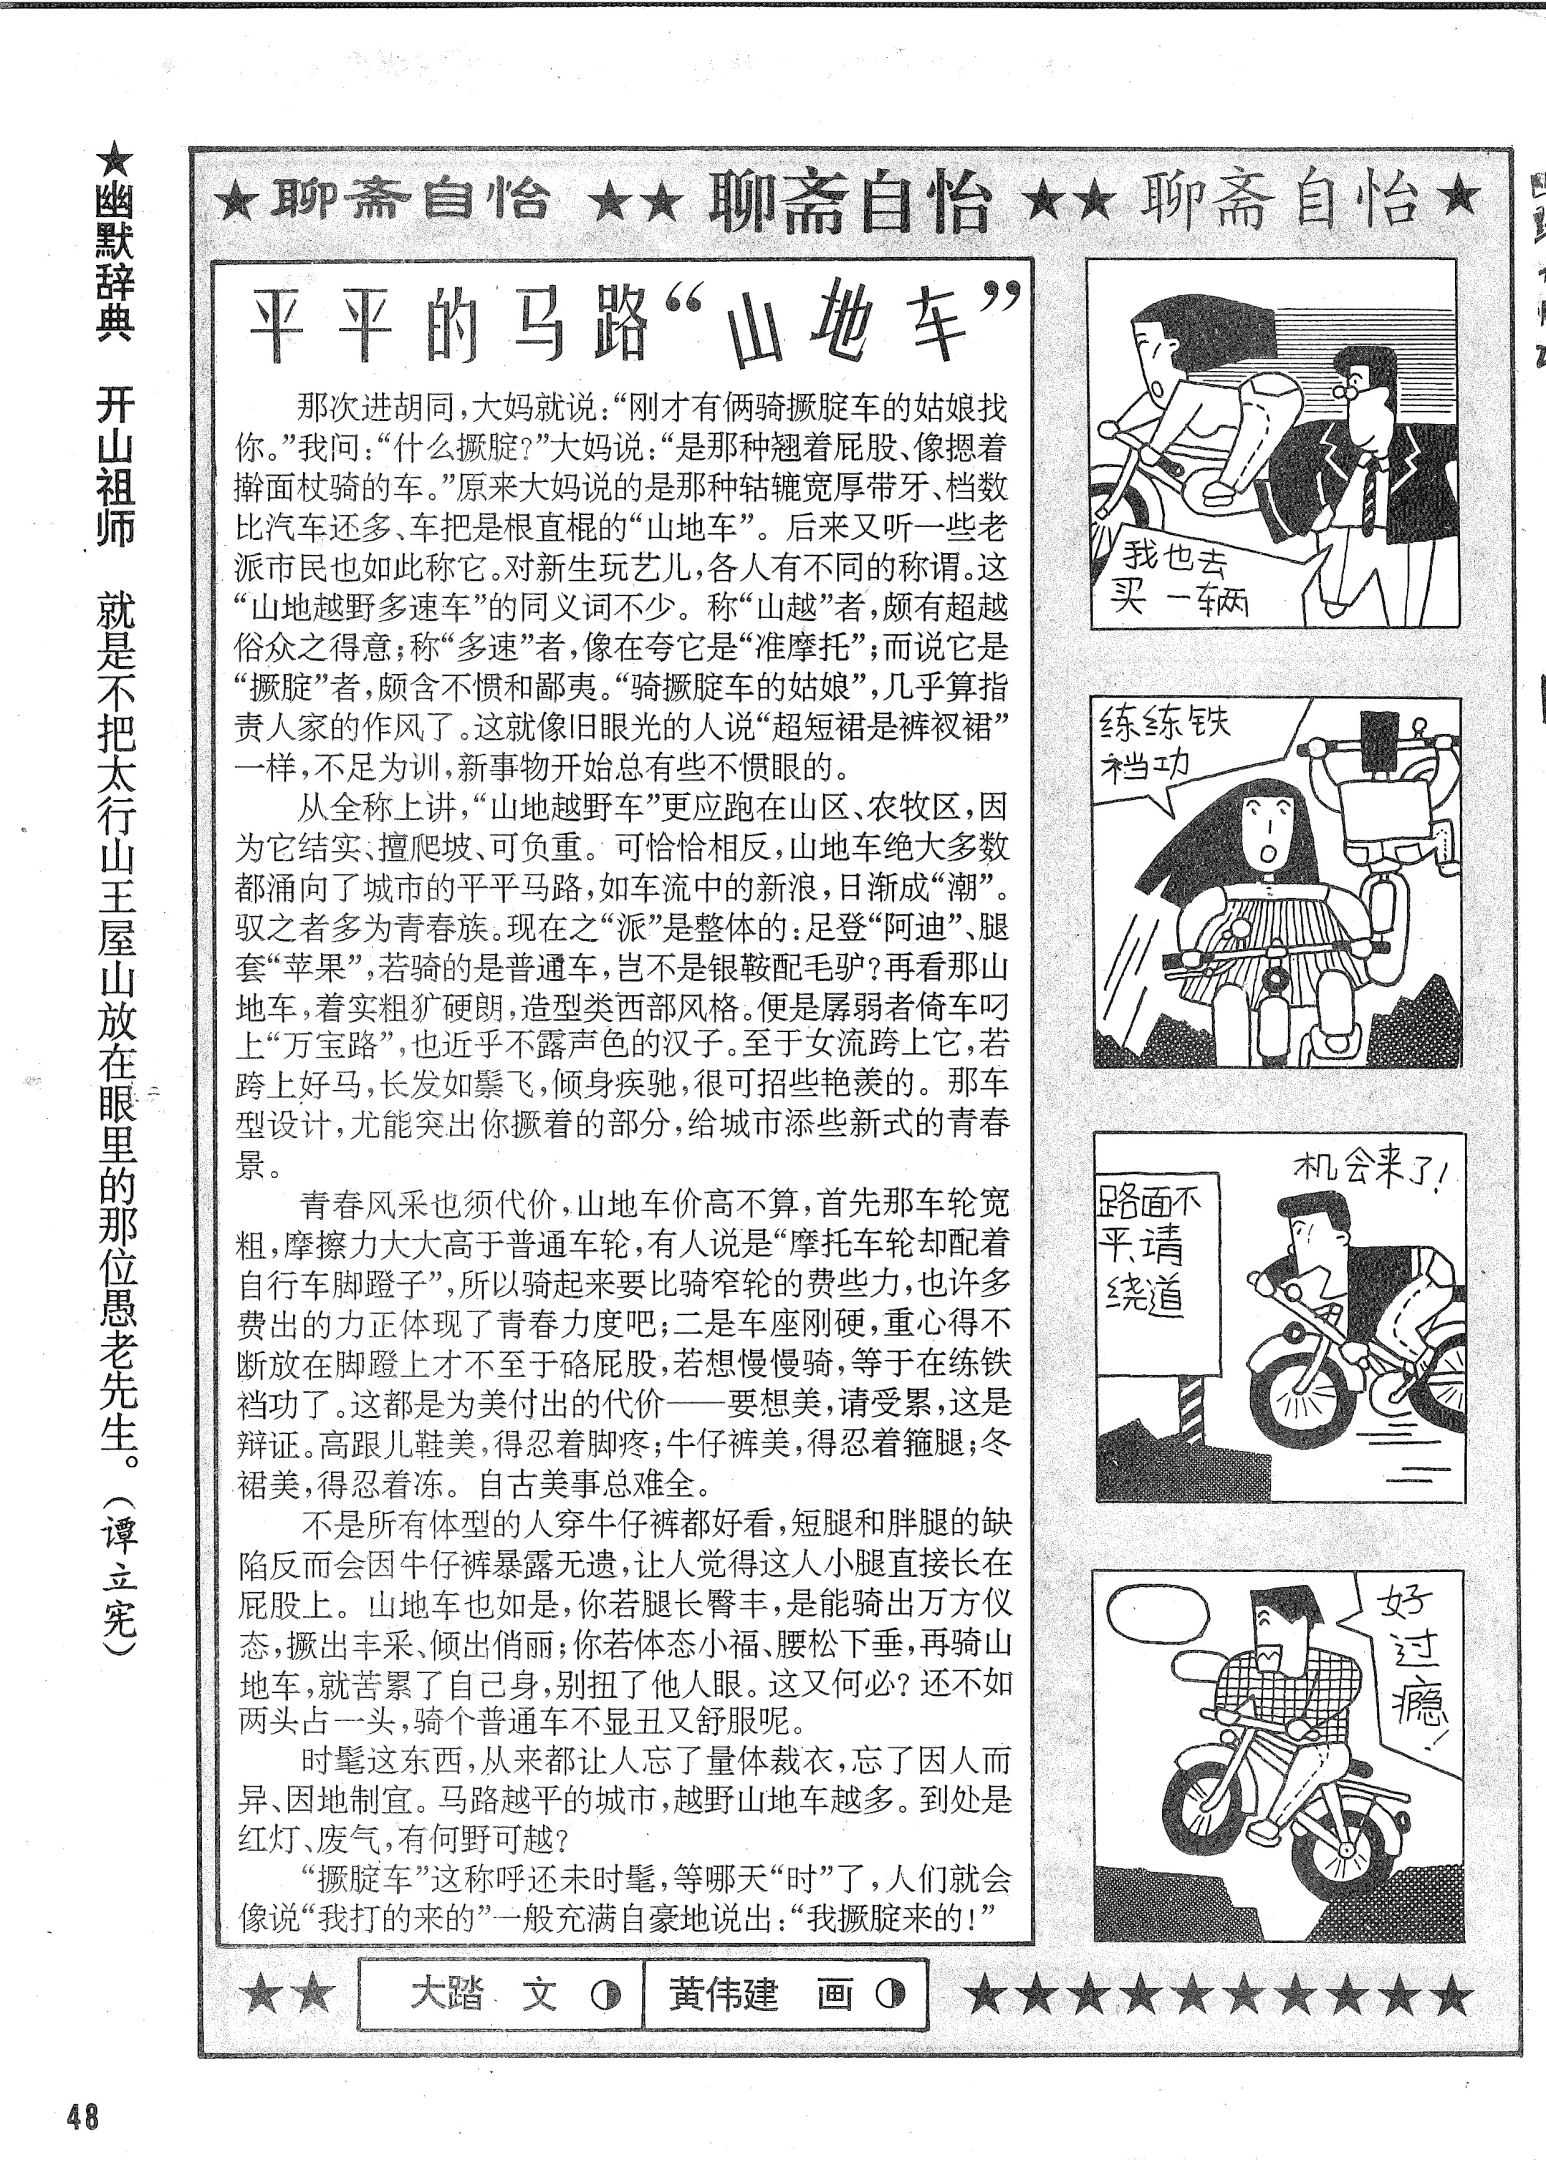 ★幽默辞典 开山祖师 就是不把太行山王屋山放在眼里的那位愚老先生。（谭立宪）
★聊斋自怡★★聊斋自怡★★聊斋自怡★
平平的马路“山地车”
那次进胡同，大妈就说：“刚才有俩骑撅腚车的姑娘找
你。”我问：“什么撅腚？”大妈说：“是那种翘着屁股、像摁着
擀面杖骑的车。”原来大妈说的是那种轱辘宽厚带牙、档数
比汽车还多、车把是根直棍的“山地车”。后来又听一些老
派市民也如此称它。对新生玩艺儿，各人有不同的称谓。这
“山地越野多速车”的同义词不少。称“山越”者，颇有超越
俗众之得意；称“多速”者，像在夸它是“准摩托”；而说它是
“撅腚”者，颇含不惯和鄙夷。“骑撅腚车的姑娘”，几乎算指
责人家的作风了。这就像旧眼光的人说“超短裙是裤衩裙”
一样，不足为训，新事物开始总有些不惯眼的。
从全称上讲，“山地越野车”更应跑在山区、农牧区，因
为它结实、擅爬坡、可负重。可恰恰相反，山地车绝大多数
都涌向了城市的平平马路，如车流中的新浪，日渐成“潮”。
驭之者多为青春族。现在之“派”是整体的：足登“阿迪”、腿
套“苹果”，若骑的是普通车，岂不是银鞍配毛驴？再看那山
地车，着实粗犷硬朗，造型类西部风格。便是孱弱者倚车叼
上“万宝路”，也近乎不露声色的汉子。至于女流跨上它，若
跨上好马，长发如鬃飞，倾身疾驰，很可招些艳羡的。那车
型设计，尤能突出你撅着的部分，给城市添些新式的青春
景。
青春风采也须代价，山地车价高不算，首先那车轮宽
粗，摩擦力大大高于普通车轮，有人说是“摩托车轮却配着
自行车脚蹬子”，所以骑起来要比骑窄轮的费些力，也许多
费出的力正体现了青春力度吧；二是车座刚硬，重心得不
断放在脚蹬上才不至于硌屁股，若想慢慢骑，等于在练铁
裆功了。这都是为美付出的代价——要想美，请受累，这是
辩证。高跟儿鞋美，得忍着脚疼；牛仔裤美，得忍着箍腿；冬
裙美，得忍着冻。自古美事总难全。
不是所有体型的人穿牛仔裤都好看，短腿和胖腿的缺
陷反而会因牛仔裤暴露无遗，让人觉得这人小腿直接长在
屁股上。山地车也如是，你若腿长臀丰，是能骑出万方仪
态，撅出丰采、倾出俏丽；你若体态小福、腰松下垂，再骑山
地车，就苦累了自己身，别扭了他人眼。这又何必？还不如
两头占一头，骑个普通车不显丑又舒服呢。
时髦这东西，从来都让人忘了量体裁衣，忘了因人而
异、因地制宜。马路越平的城市，越野山地车越多。到处是
红灯、废气，有何野可越？
“撅腚车”这称呼还未时髦，等哪天“时”了，人们就会
像说“我打的来的”一般充满自豪地说出：“我撅腚来的！”
我也去
买一辆
练练铁
裆功
机会来了！
路面不
平、请
绕道
好
过
瘾！
★★ 大踏 文 黄伟建 画 ★★★★★★★★★★
48